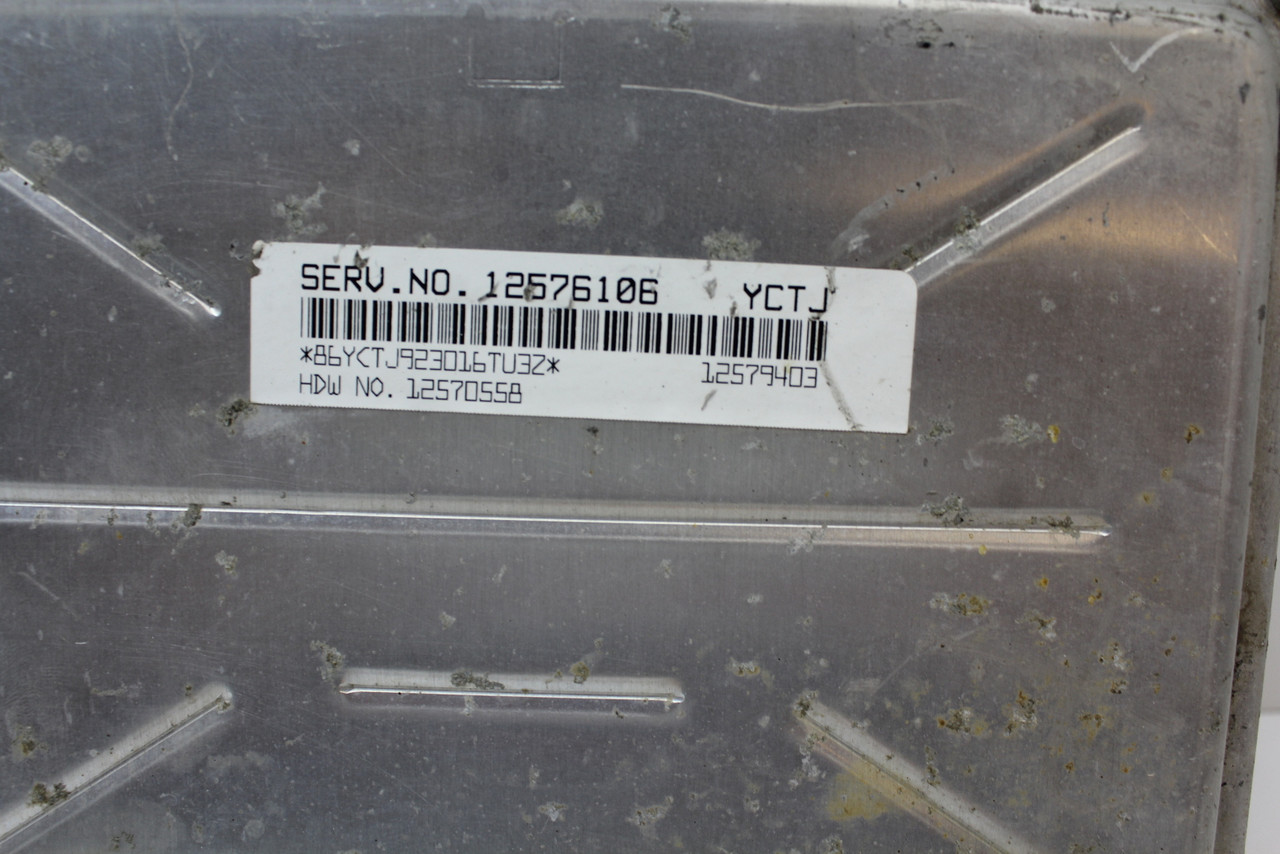 SERV.NO. 12576106 YCTJ
*86YCTJ923016TU3Z* 12579403
HDW NO. 12570558